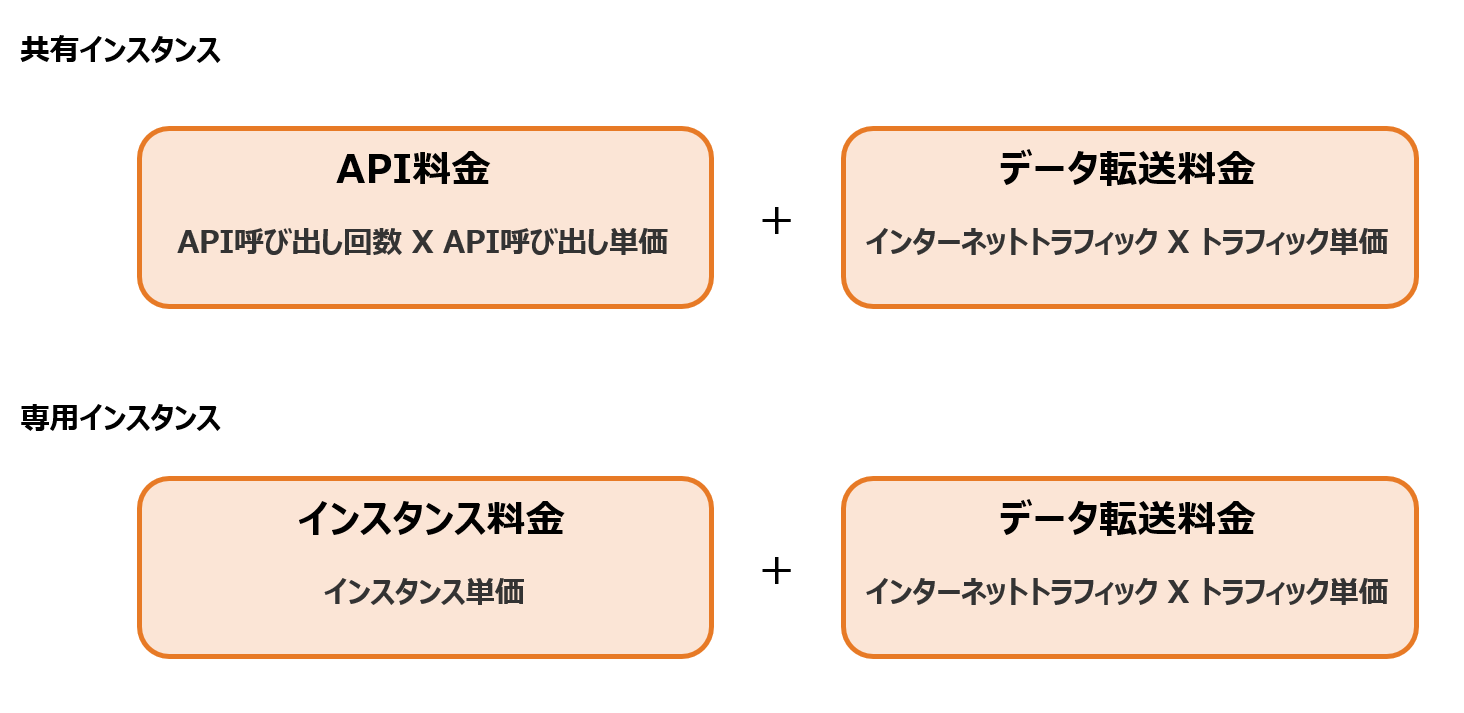 共有インスタンス
API料金
API呼び出し回数 X API呼び出し単価
＋
データ転送料金
インターネットトラフィック X トラフィック単価
専用インスタンス
インスタンス料金
インスタンス単価
＋
データ転送料金
インターネットトラフィック X トラフィック単価